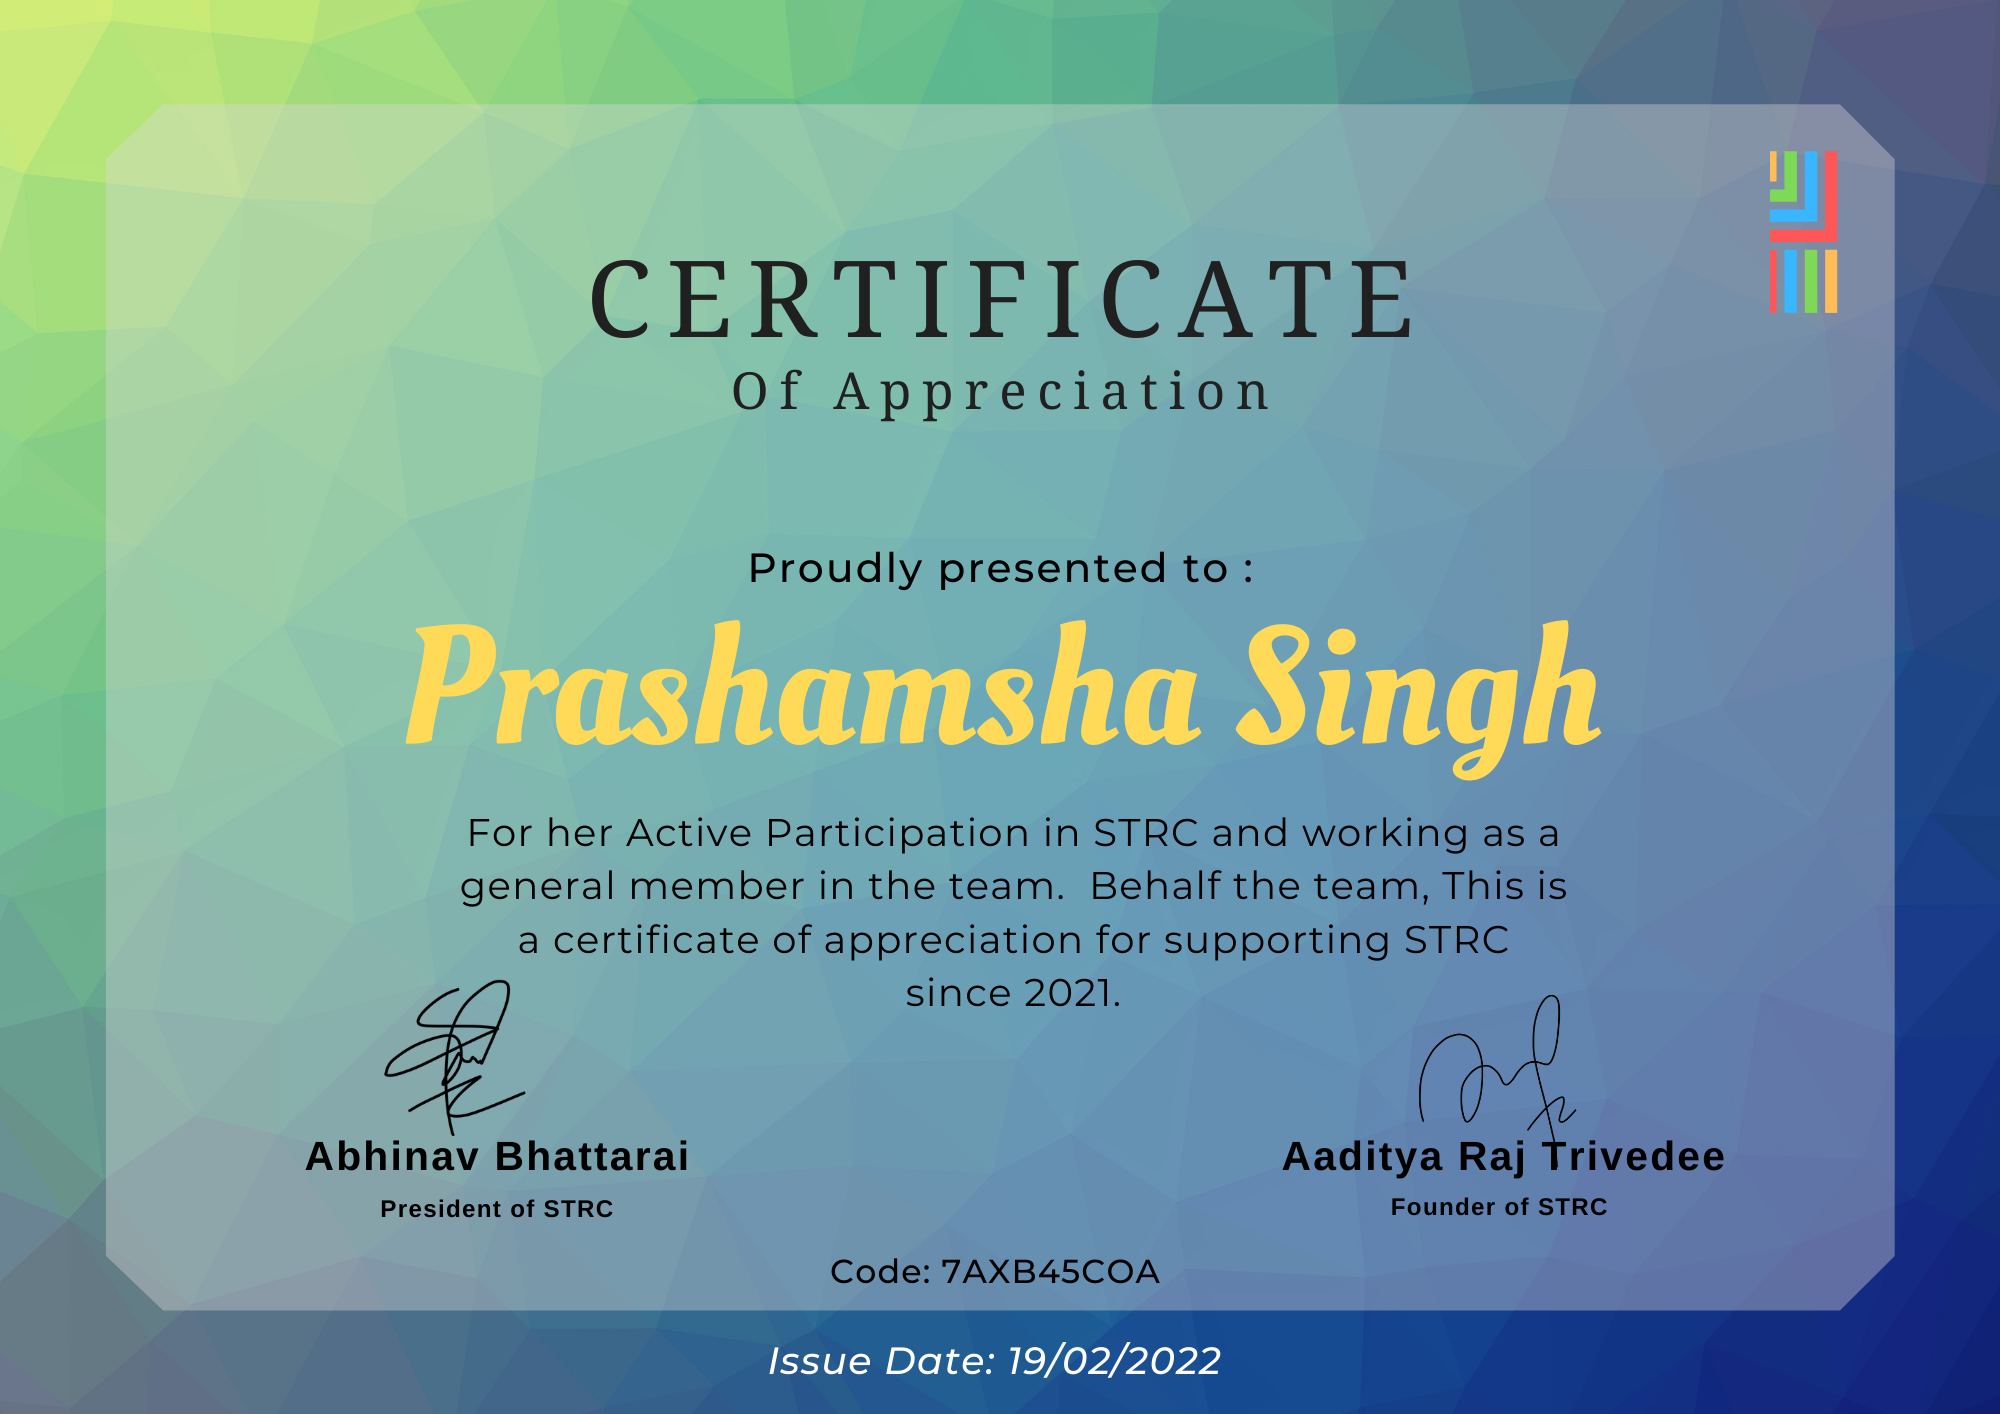 CERTIFICATE
Of Appreciation
Proudly presented to :
Prashamsha Singh
For her Active Participation in STRC and working as a
general member in the team.  Behalf the team, This is
a certificate of appreciation for supporting STRC
since 2021.
Abhinav Bhattarai
President of STRC
Aaditya Raj Trivedee
Founder of STRC
Code: 7AXB45COA
Issue Date: 19/02/2022